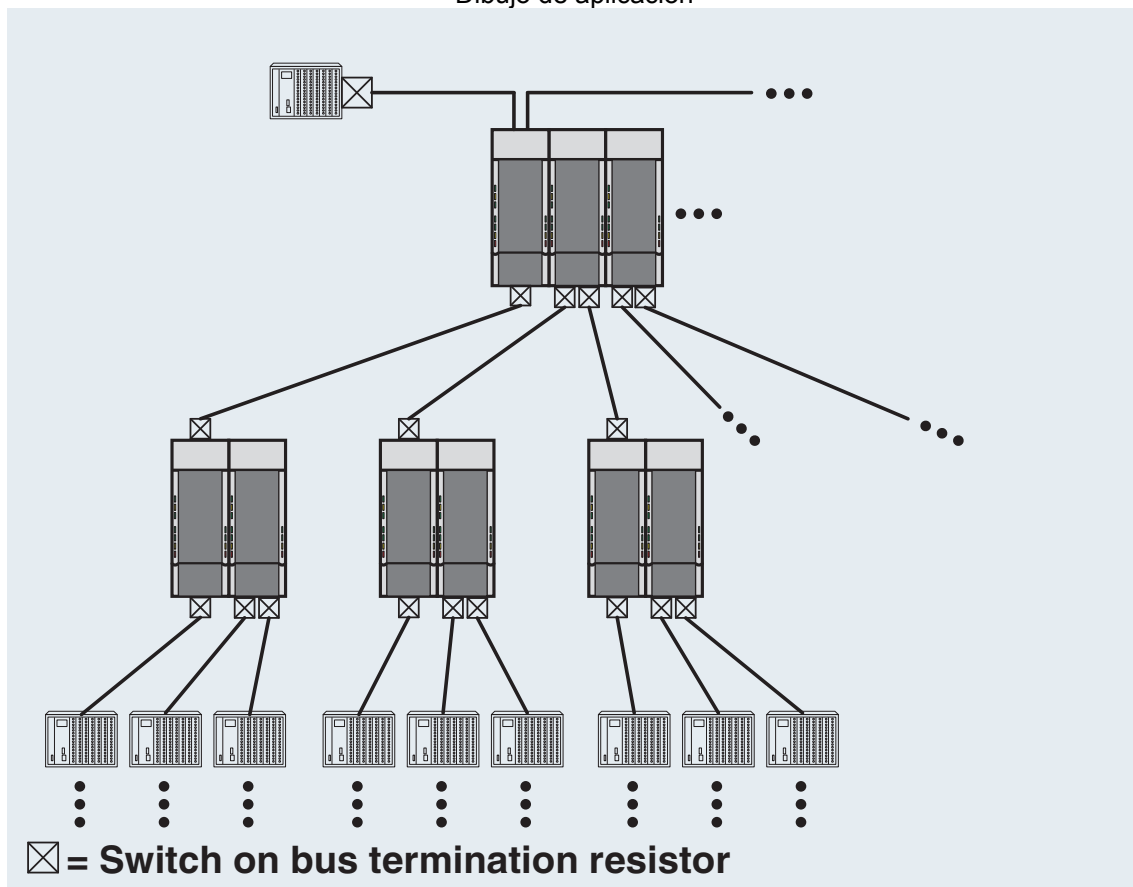 Dibujo de aplicación
= Switch on bus termination resistor